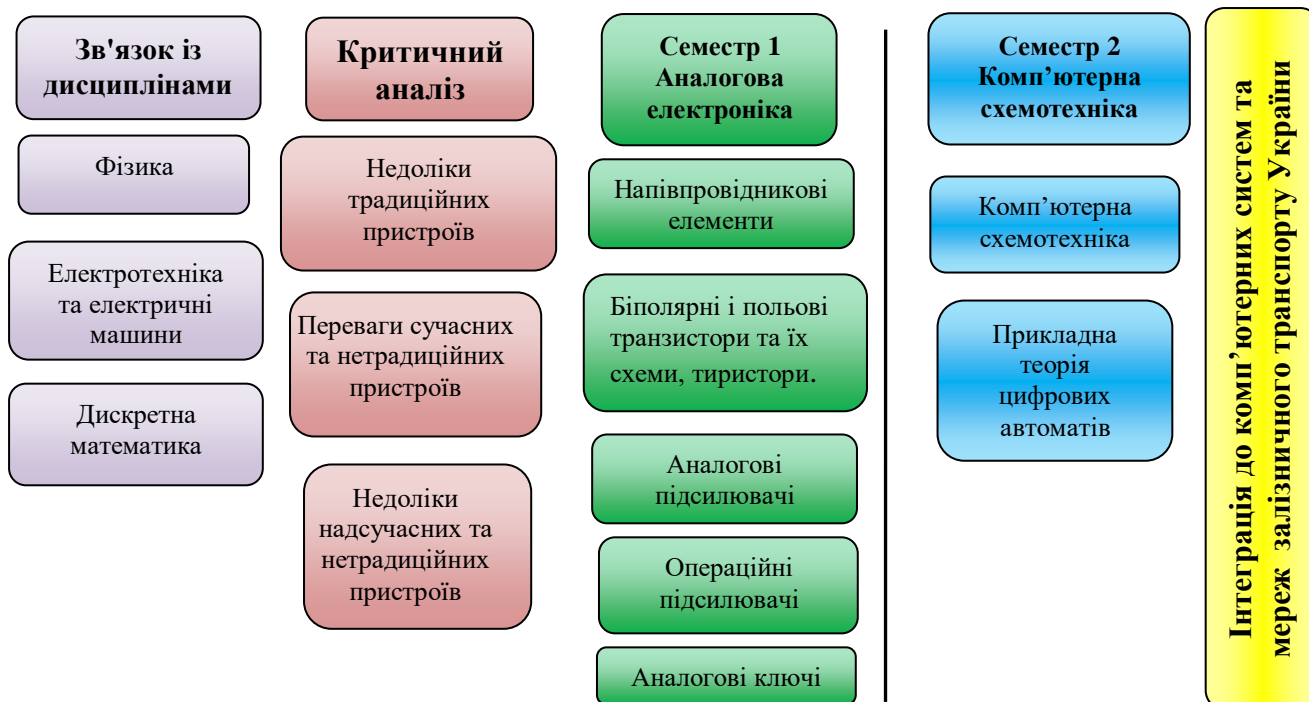 Зв'язок із
дисциплінами
Фізика
Електротехніка
та електричні
машини
Дискретна
математика
Критичний
аналіз
Недоліки
традиційних
пристроїв
Переваги сучасних
та нетрадиційних
пристроїв
Недоліки
надсучасних та
нетрадиційних
пристроїв
Семестр 1
Аналогова
електроніка
Напівпровідникові
елементи
Біполярні і польові
транзистори та їх
схеми, тиристори.
Аналогові
підсилювачі
Операційні
підсилювачі
Аналогові ключі
Семестр 2
Комп’ютерна
схемотехніка
Комп’ютерна
схемотехніка
Прикладна
теорія
цифрових
автоматів
Інтеграція до комп’ютерних систем та
мереж залізничного транспорту України